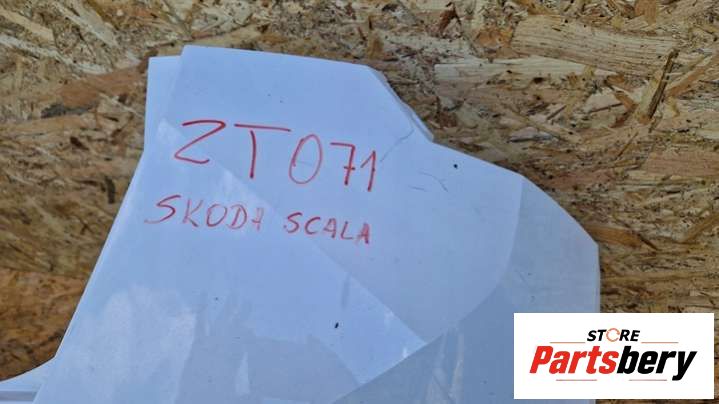 ZT071
SKODA SCALA
STORE
Partsbery